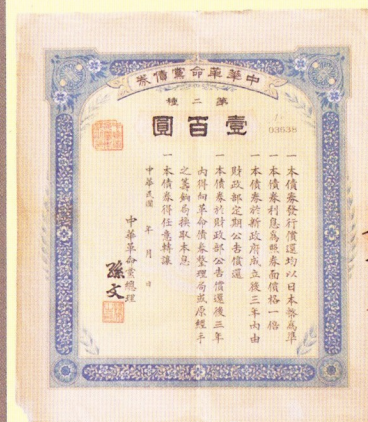 中華革命黨債券
第二種
壹百圓
03638
一本債券發行償還均以日本幣為準
一本債券利息為照券面價格一倍
一本債券於新政府成立後三年內由
財政部定期公告償還
一本債券於財政部公告償還後三年
內得向革命債券整理局或原經手
之籌餉局換取本息
一本債券得任意轉讓
中華民國 年 月 日
中華革命黨總理
孫文